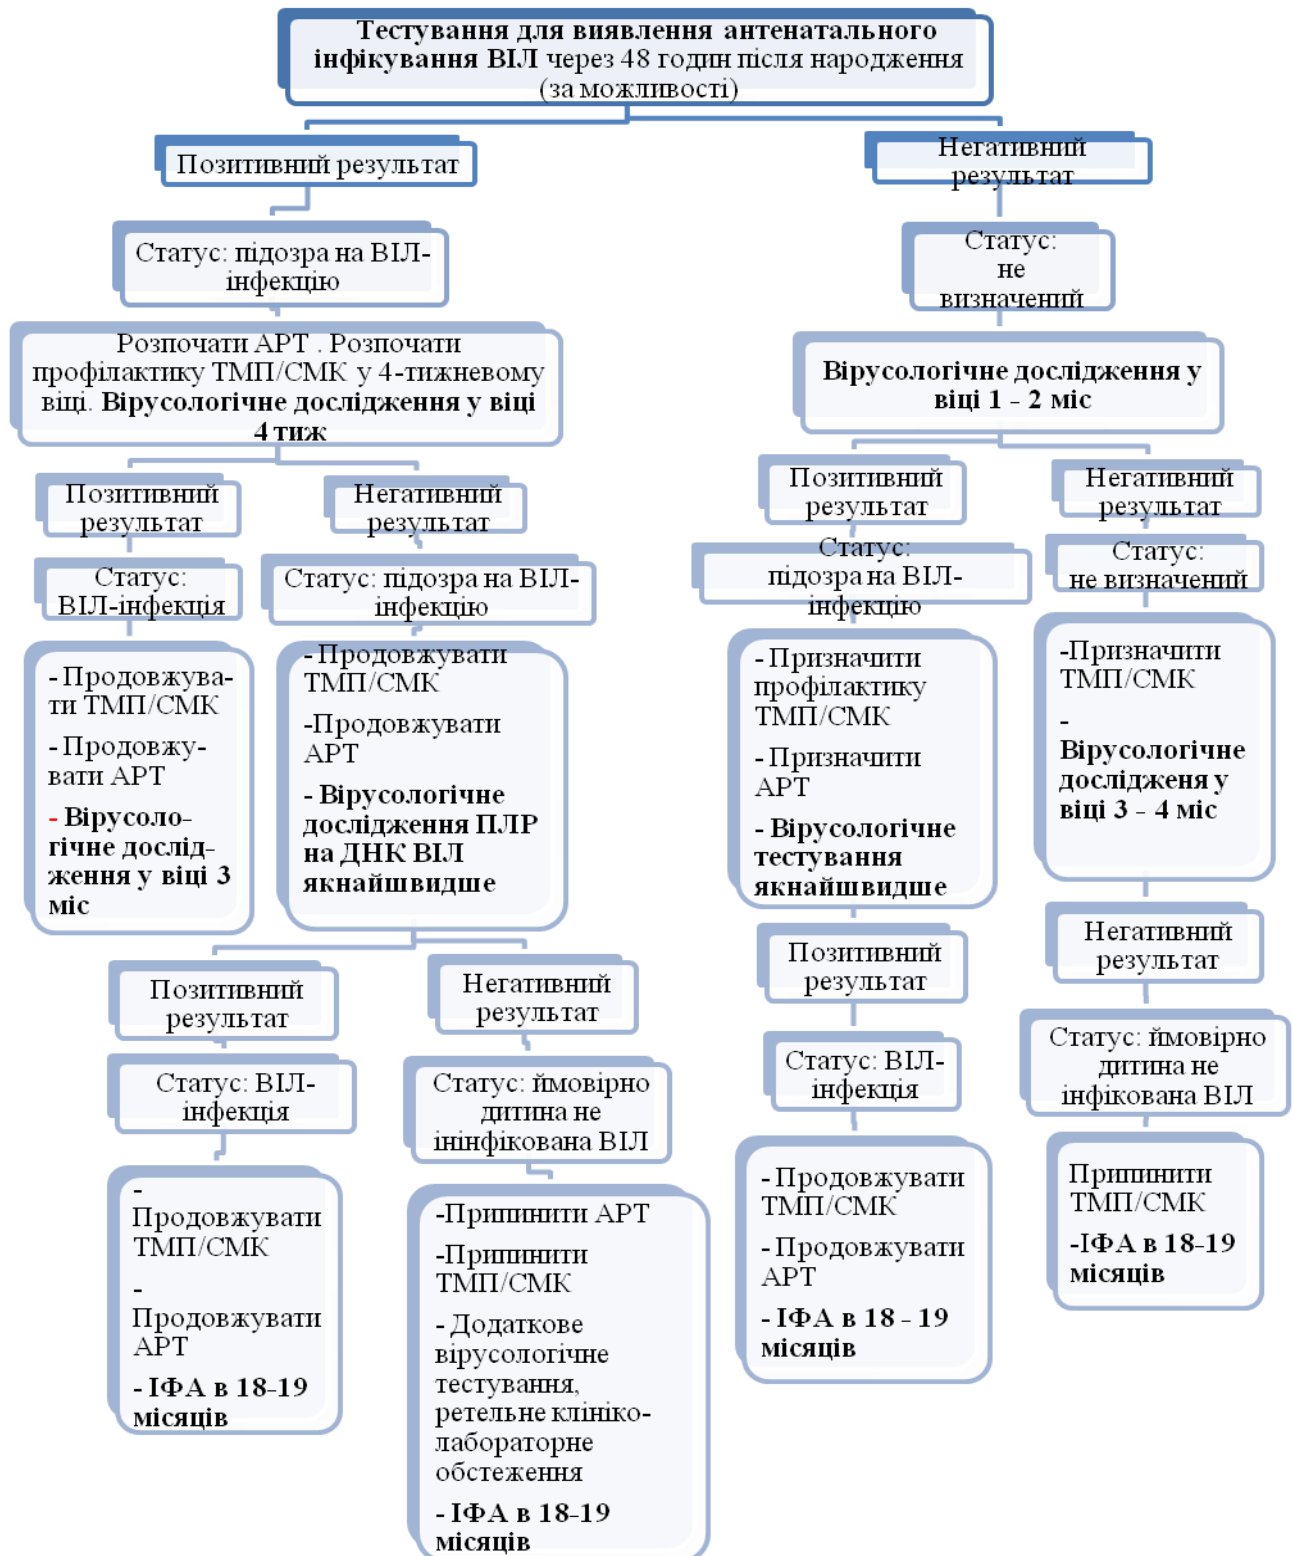 Тестування для виявлення антенатального
інфікування ВІЛ через 48 годин після народження
(за можливості)
Позитивний результат
Негативний
результат
Статус: підозра на ВІЛ-
інфекцію
Статус:
не
визначений
Розпочати АРТ . Розпочати
профілактику ТМП/СМК у 4-тижневому
віці. Вірусологічне дослідження у віці
4 тиж
Вірусологічне дослідження у
віці 1 - 2 міс
Позитивний
результат
Негативний
результат
Позитивний
результат
Негативний
результат
Статус:
ВІЛ-інфекція
Статус: підозра на ВІЛ-
інфекцію
Статус:
підозра на ВІЛ-
інфекцію
Статус:
не визначений
- Продовжува-
ти ТМП/СМК
- Продовжу-
вати АРТ
- Вірусоло-
гічне дослід-
ження у віці 3
міс
- Продовжувати
ТМП/СМК
-Продовжувати
АРТ
- Вірусологічне
дослідження ПЛР
на ДНК ВІЛ
якнайшвидше
- Призначити
профілактику
ТМП/СМК
- Призначити
АРТ
- Вірусологічне
тестування
якнайшвидше
-Призначити
ТМП/СМК
-
Вірусологічне
дослідженя у
віці 3 - 4 міс
Позитивний
результат
Негативний
результат
Позитивний
результат
Негативний
результат
Статус: ВІЛ-
інфекція
Статус: ймовірно
дитина не
інінфікована ВІЛ
Статус: ВІЛ-
інфекція
Статус: ймовірно
дитина не
інфікована ВІЛ
-
Продовжувати
ТМП/СМК
-
Продовжувати
АРТ
- ІФА в 18-19
місяців
-Припинити АРТ
-Припинити
ТМП/СМК
- Додаткове
вірусологічне
тестування,
ретельне клініко-
лабораторне
обстеження
- ІФА в 18-19
місяців
- Продовжувати
ТМП/СМК
- Продовжувати
АРТ
- ІФА в 18 - 19
місяців
Припинити
ТМП/СМК
-ІФА в 18-19
місяців